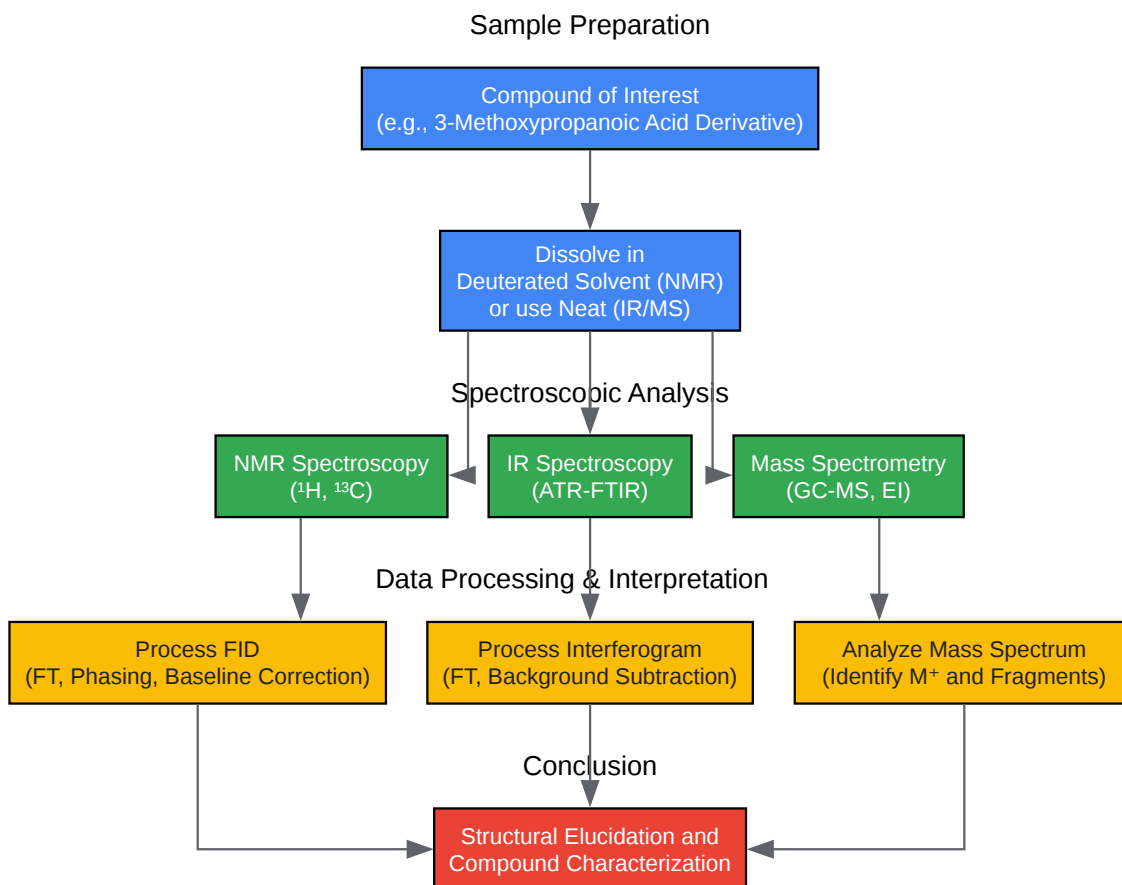 Sample Preparation
Compound of Interest
(e.g., 3-Methoxypropanoic Acid Derivative)
Dissolve in
Deuterated Solvent (NMR)
or use Neat (IR/MS)
Spectroscopic Analysis
NMR Spectroscopy
(¹H, ¹³C)
IR Spectroscopy
(ATR-FTIR)
Mass Spectrometry
(GC-MS, EI)
Data Processing & Interpretation
Process FID
(FT, Phasing, Baseline Correction)
Process Interferogram
(FT, Background Subtraction)
Analyze Mass Spectrum
(Identify M⁺ and Fragments)
Conclusion
Structural Elucidation and
Compound Characterization